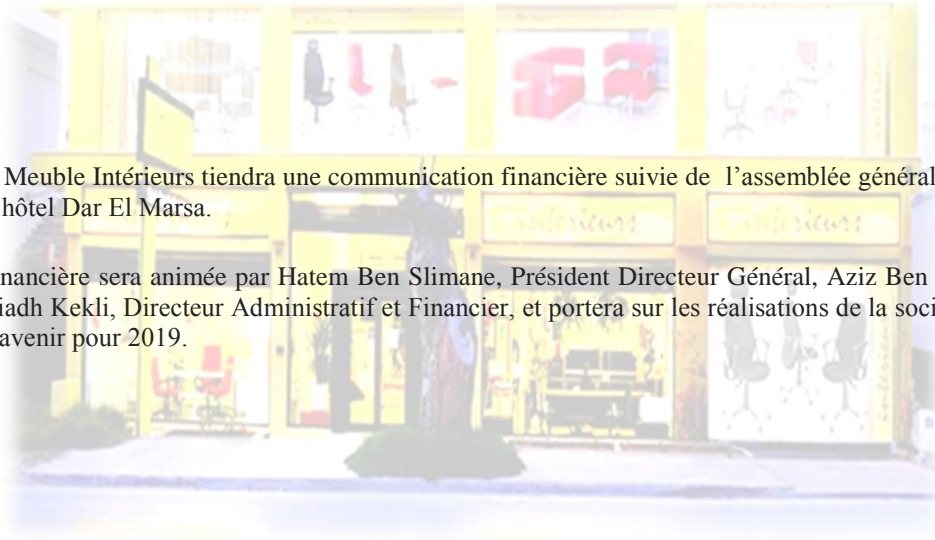 Meuble Intérieurs tiendra une communication financière suivie de l’assemblée général
hôtel Dar El Marsa.
nancière sera animée par Hatem Ben Slimane, Président Directeur Général, Aziz Ben
iadh Kekli, Directeur Administratif et Financier, et portera sur les réalisations de la soci
avenir pour 2019.
intérieurs
intérieurs